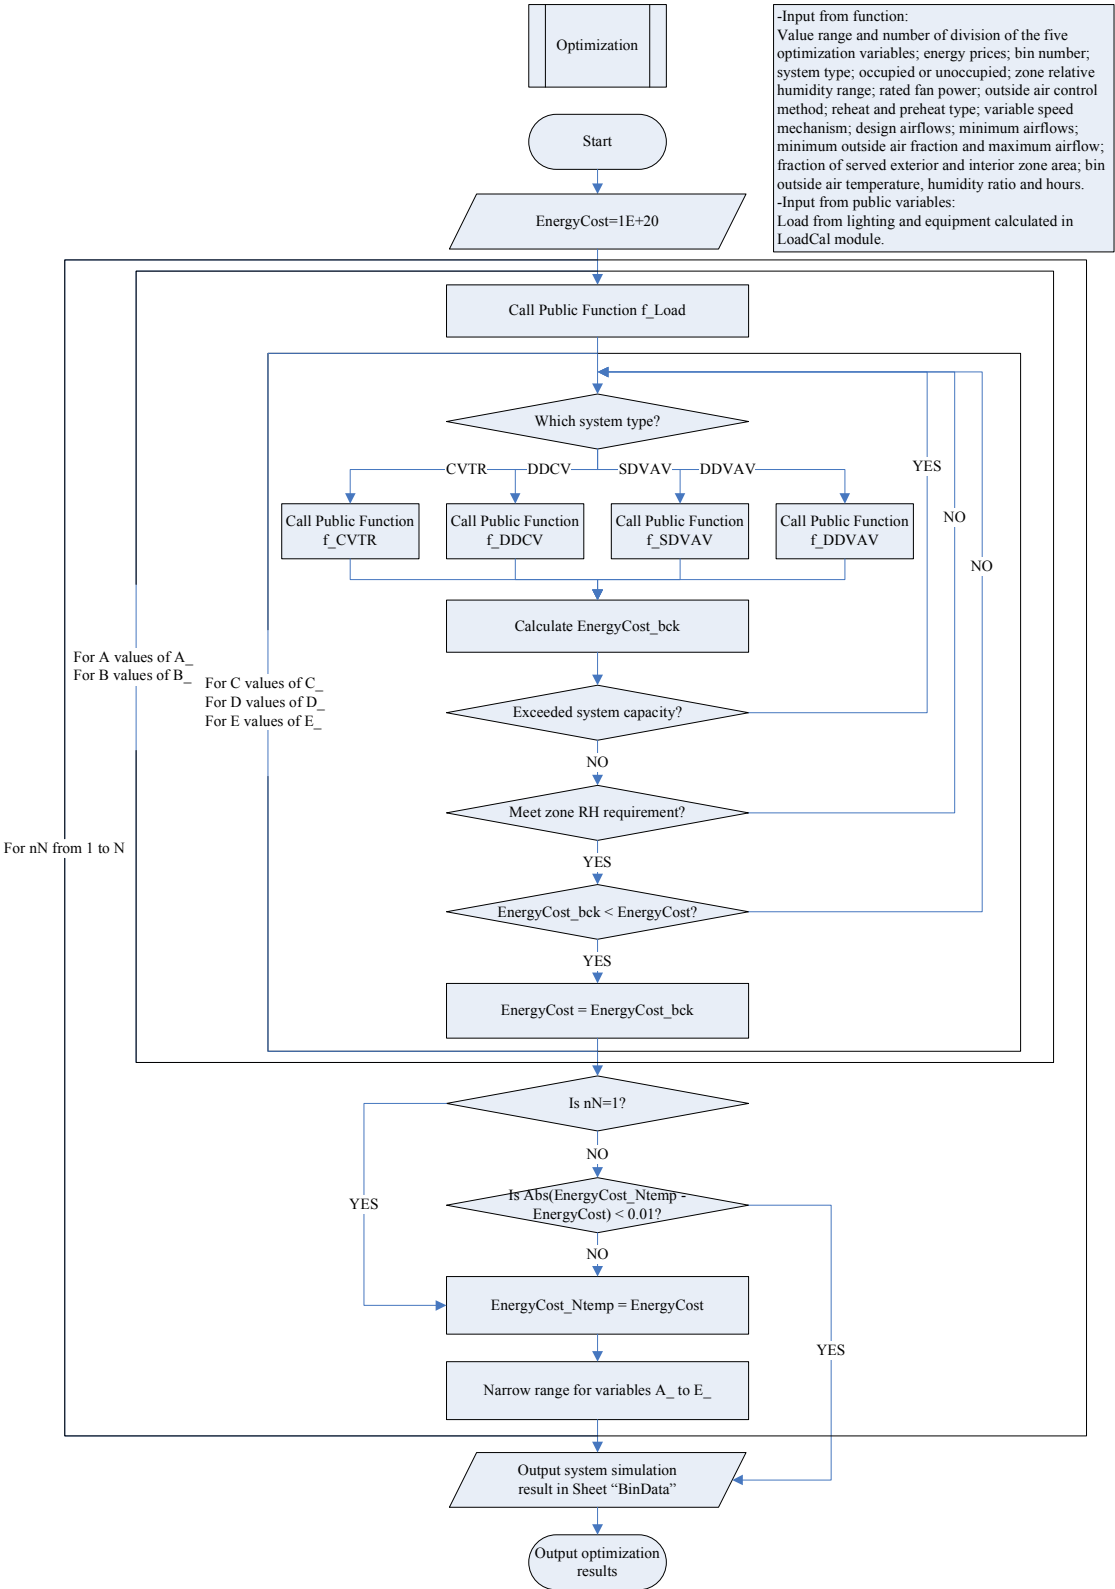 Optimization
-Input from function:
Value range and number of division of the five
optimization variables; energy prices; bin number;
system type; occupied or unoccupied; zone relative
humidity range; rated fan power; outside air control
method; reheat and preheat type; variable speed
mechanism; design airflows; minimum airflows;
minimum outside air fraction and maximum airflow;
fraction of served exterior and interior zone area; bin
outside air temperature, humidity ratio and hours.
-Input from public variables:
Load from lighting and equipment calculated in
LoadCal module.
Start
EnergyCost=1E+20
Call Public Function f_Load
Which system type?
CVTR
DDCV
SDVAV
DDVAV
YES
Call Public Function
f_CVTR
Call Public Function
f_DDCV
Call Public Function
f_SDVAV
Call Public Function
f_DDVAV
NO
NO
Calculate EnergyCost_bck
For A values of A_
For B values of B_
For C values of C_
For D values of D_
For E values of E_
Exceeded system capacity?
NO
Meet zone RH requirement?
For nN from 1 to N
YES
EnergyCost_bck < EnergyCost?
YES
EnergyCost = EnergyCost_bck
Is nN=1?
NO
YES
Is Abs(EnergyCost_Ntemp -
EnergyCost) < 0.01?
NO
EnergyCost_Ntemp = EnergyCost
YES
Narrow range for variables A_ to E_
Output system simulation
result in Sheet “BinData”
Output optimization
results